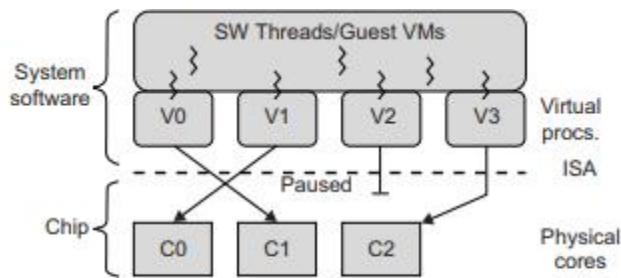 SW Threads/Guest VMs
System
software
V0 V1 V2 V3
Virtual
procs.
ISA
Paused
Chip
C0 C1 C2
Physical
cores